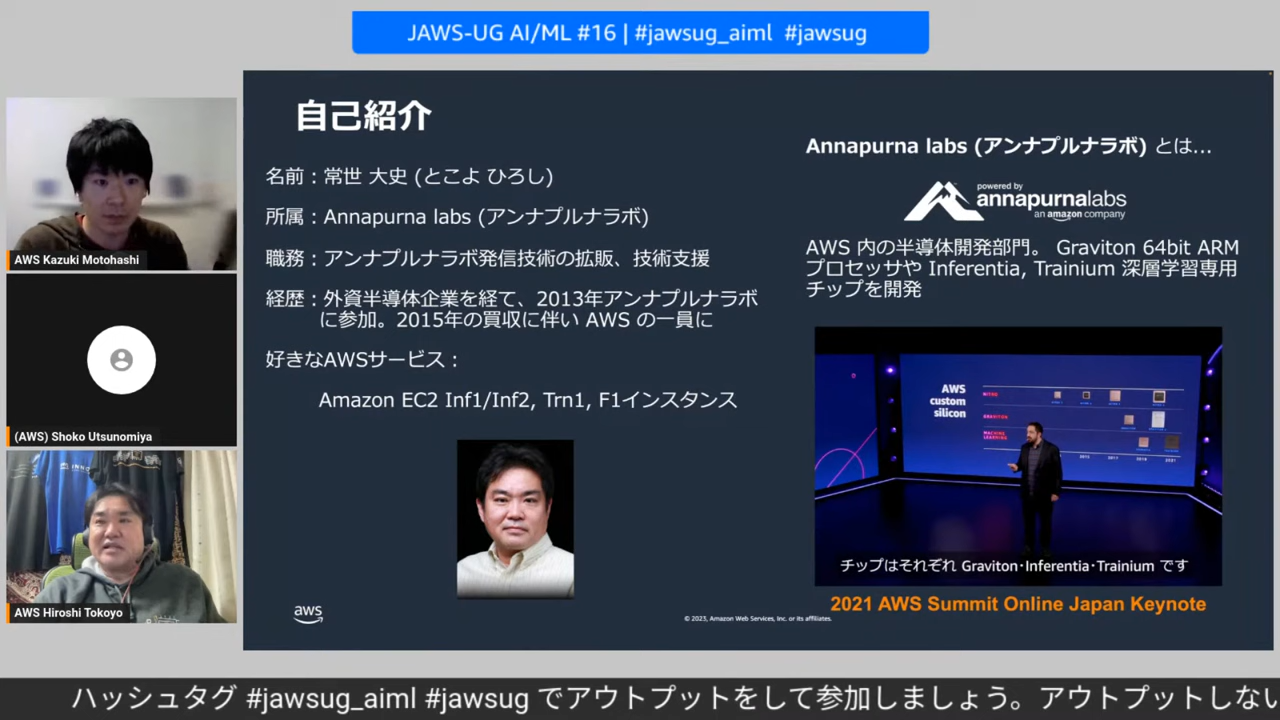 JAWS-UG AI/ML #16 | #jawsug_aiml #jawsug
AWS Kazuki Motohashi
(AWS) Shoko Utsunomiya
AWS Hiroshi Tokoyo
自己紹介
名前：常世 大史 (とこよ ひろし)
所属：Annapurna labs (アンナプルナラボ)
職務：アンナプルナラボ発信技術の拡販、技術支援
経歴：外資半導体企業を経て、2013年アンナプルナラボ
に参加。2015年の買収に伴い AWS の一員に
好きなAWSサービス：
Amazon EC2 Inf1/Inf2, Trn1, F1インスタンス
aws
Annapurna labs (アンナプルナラボ) とは...
powered by
annapurnalabs
an amazon company
AWS 内の半導体開発部門。 Graviton 64bit ARM
プロセッサや Inferentia, Trainium 深層学習専用
チップを開発
AWS
custom
silicon
NITRO
GRAVITON
MACHINE
LEARNING
チップはそれぞれ Graviton・Inferentia・Trainium です
2021 AWS Summit Online Japan Keynote
© 2023, Amazon Web Services, Inc. or its affiliates.
ハッシュタグ #jawsug_aiml #jawsug でアウトプットをして参加しましょう。アウトプットしない